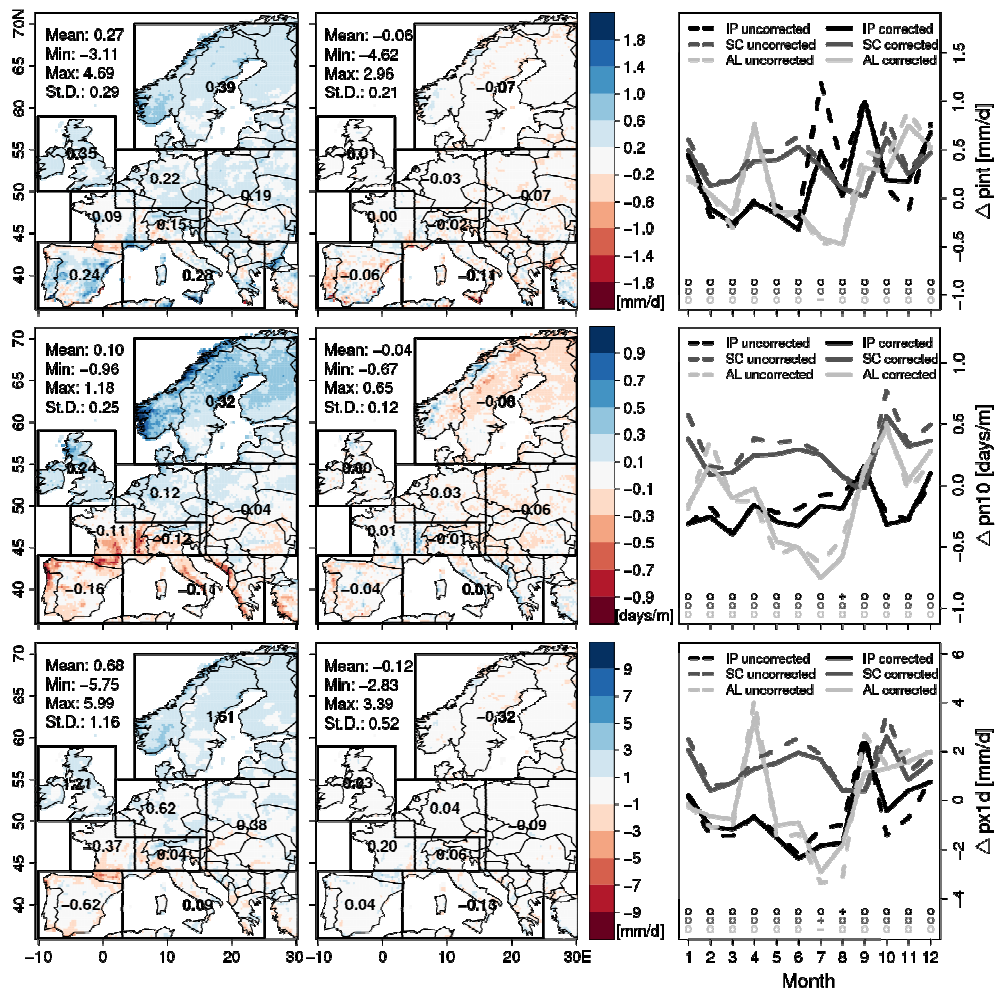 70N
65
60
55
50
45
40
Mean: 0.27
Min: −3.11
Max: 4.69
St.D.: 0.29
0.39
0.35
0.22
0.19
0.09
0.15
0.24
0.28
Mean: −0.06
Min: −4.62
Max: 2.96
St.D.: 0.21
−0.07
0.01
−0.03
0.07
0.00
−0.02
−0.06
−0.11
1.8
1.4
1.0
0.6
0.2
−0.2
−0.6
−1.0
−1.4
−1.8
[mm/d]
IP uncorrected
SC uncorrected
AL uncorrected
IP corrected
SC corrected
AL corrected
1.5
1.0
0.5
0.0
−0.5
−1.0
Δ pint [mm/d]
70
65
60
55
50
45
40
Mean: 0.10
Min: −0.96
Max: 1.18
St.D.: 0.25
0.32
0.24
0.12
−0.04
−0.11
−0.12
−0.16
−0.11
Mean: −0.04
Min: −0.67
Max: 0.65
St.D.: 0.12
0.00
−0.03
−0.06
0.01
−0.01
−0.04
0.01
0.9
0.7
0.5
0.3
0.1
−0.1
−0.3
−0.5
−0.7
−0.9
[days/m]
IP uncorrected
SC uncorrected
AL uncorrected
IP corrected
SC corrected
AL corrected
1.0
0.5
0.0
−0.5
−1.0
Δ pn10 [days/m]
70
65
60
55
50
45
40
−10 0 10 20 30
Mean: 0.68
Min: −5.75
Max: 5.99
St.D.: 1.16
1.61
1.21
0.62
0.38
−0.37
0.04
−0.62
0.09
Mean: −0.12
Min: −2.83
Max: 3.39
St.D.: 0.52
−0.32
0.04
0.09
0.20
0.06
0.04
−0.13
−10 0 10 20 30E
9
7
5
3
1
−1
−3
−5
−7
−9
[mm/d]
IP uncorrected
SC uncorrected
AL uncorrected
IP corrected
SC corrected
AL corrected
6
4
2
0
−2
−4
Δ px1d [mm/d]
1 2 3 4 5 6 7 8 9 10 11 12
Month